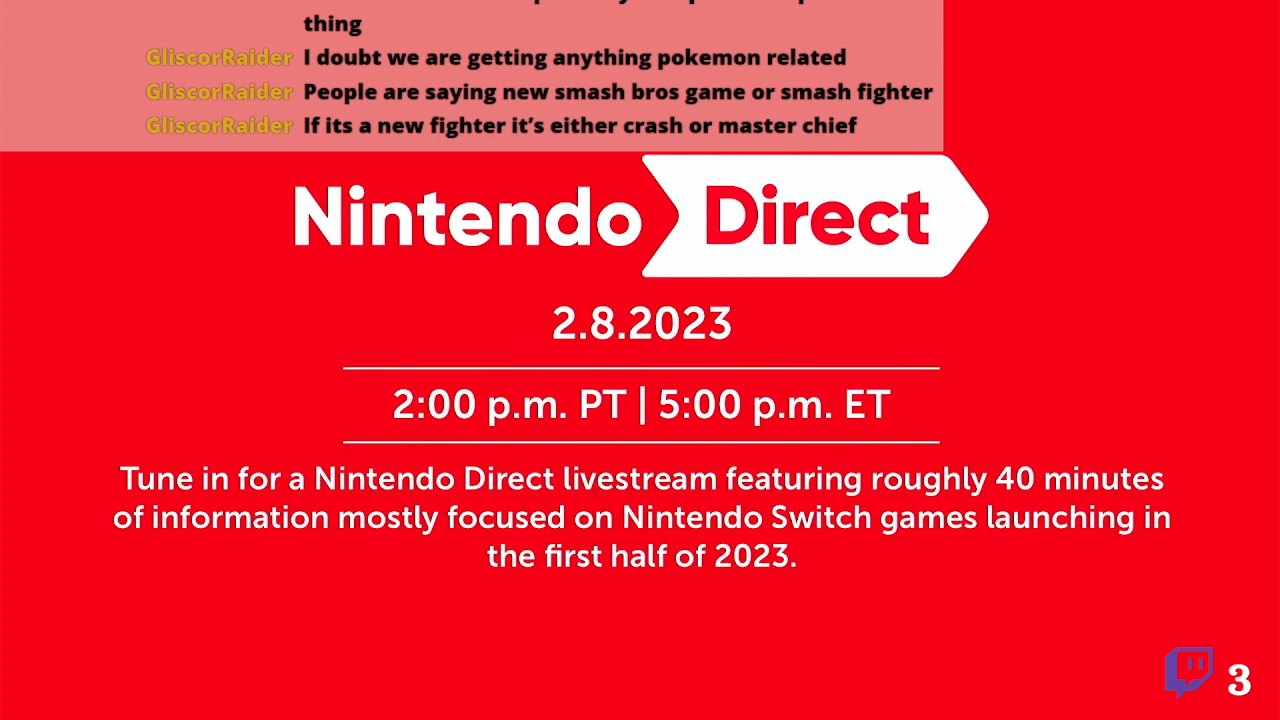 thing
GliscorRaider I doubt we are getting anything pokemon related
GliscorRaider People are saying new smash bros game or smash fighter
GliscorRaider If its a new fighter it’s either crash or master chief
Nintendo Direct
2.8.2023
2:00 p.m. PT | 5:00 p.m. ET
Tune in for a Nintendo Direct livestream featuring roughly 40 minutes
of information mostly focused on Nintendo Switch games launching in
the first half of 2023.
3